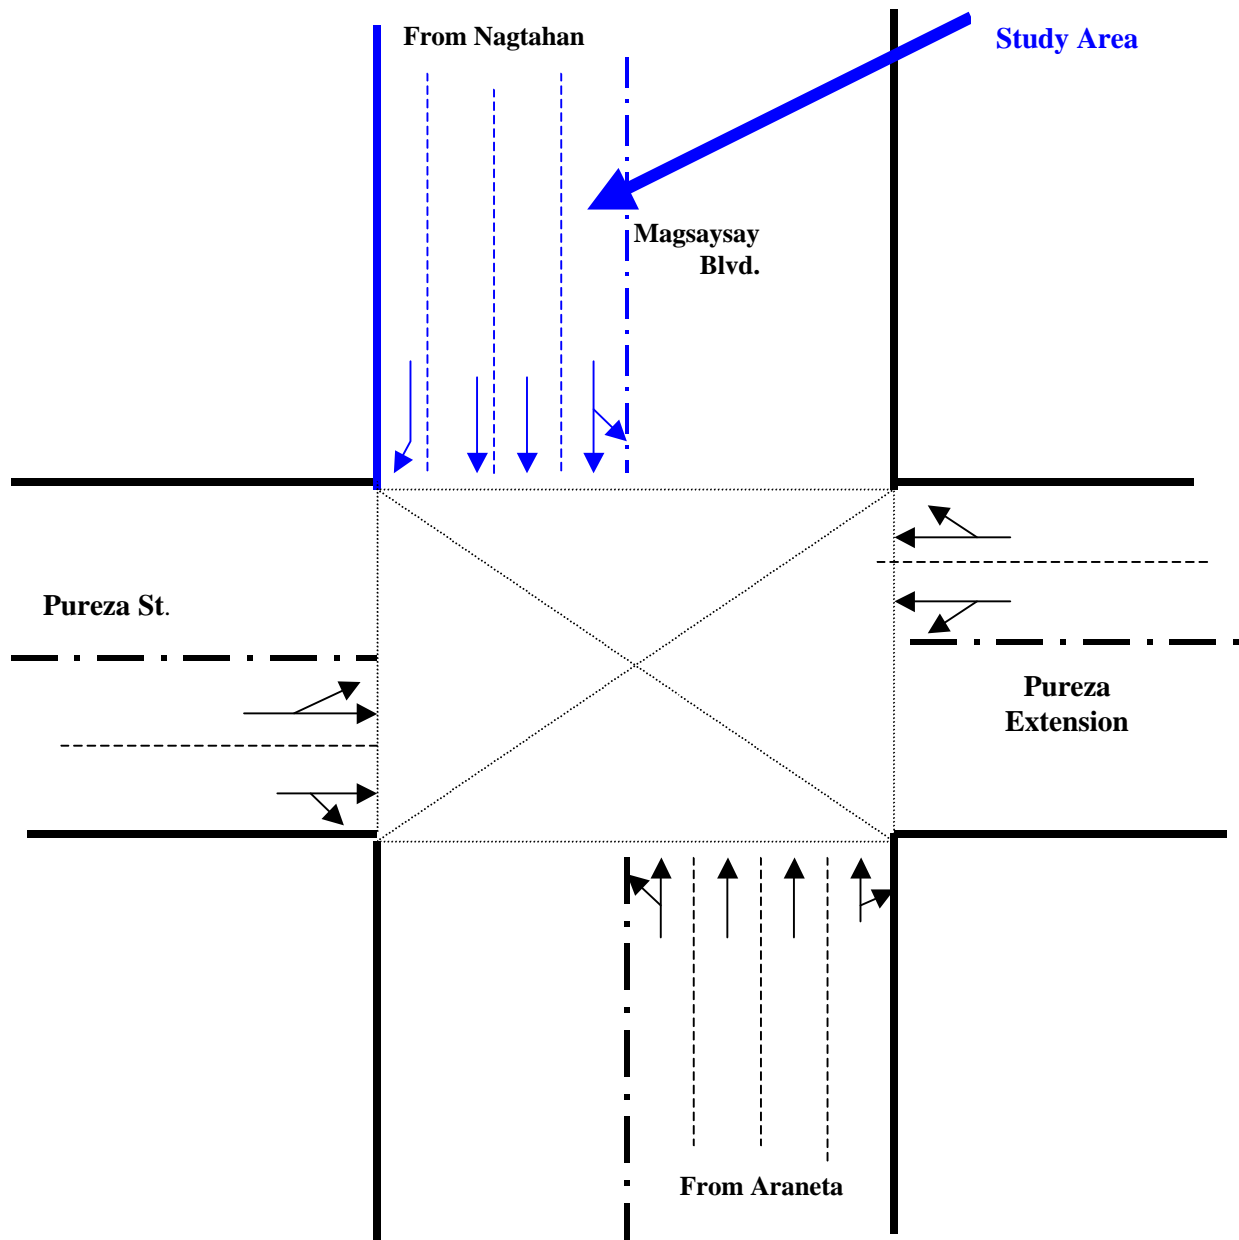 From Nagtahan
Study Area
Magsaysay
Blvd.
Pureza St.
Pureza
Extension
From Araneta